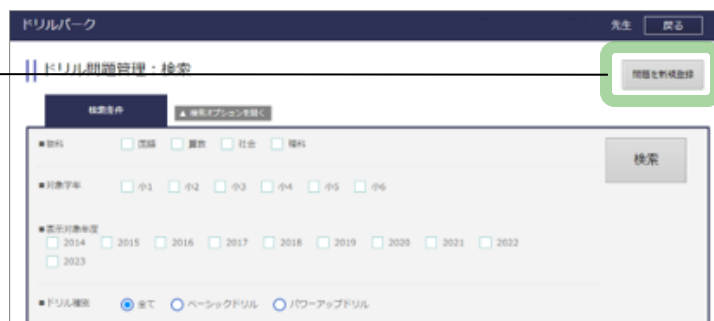 ドリルパーク 先生 戻る
ドリル問題管理：検索 問題を新規登録
検索条件 ▲ 検索オプションを開く
■教科 国語 算数 社会 理科 検索
■対象学年 小1 小2 小3 小4 小5 小6
■表示対象年度
2014 2015 2016 2017 2018 2019 2020 2021 2022
2023
■ドリル種別 全て ベーシックドリル パワーアップドリル